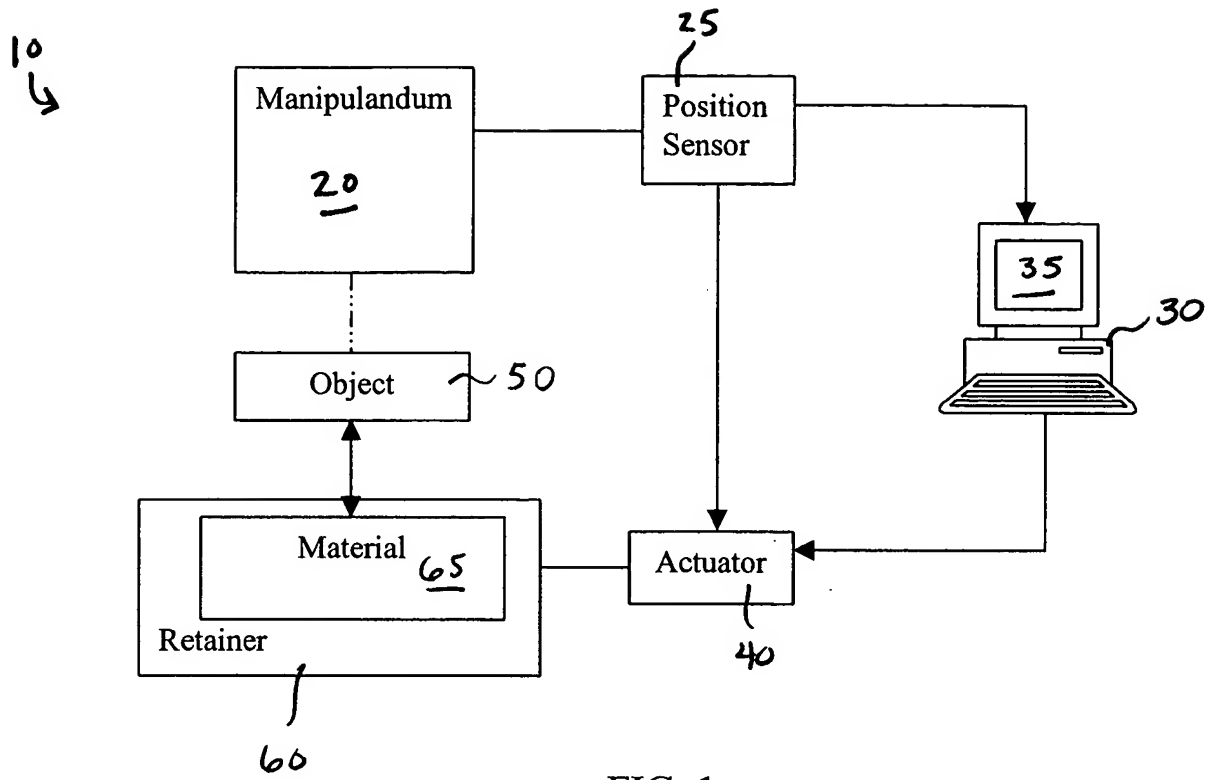 10
25
Manipulandum
20
Position
Sensor
35
30
Object
50
Material
65
Retainer
60
Actuator
40
FIG. 1